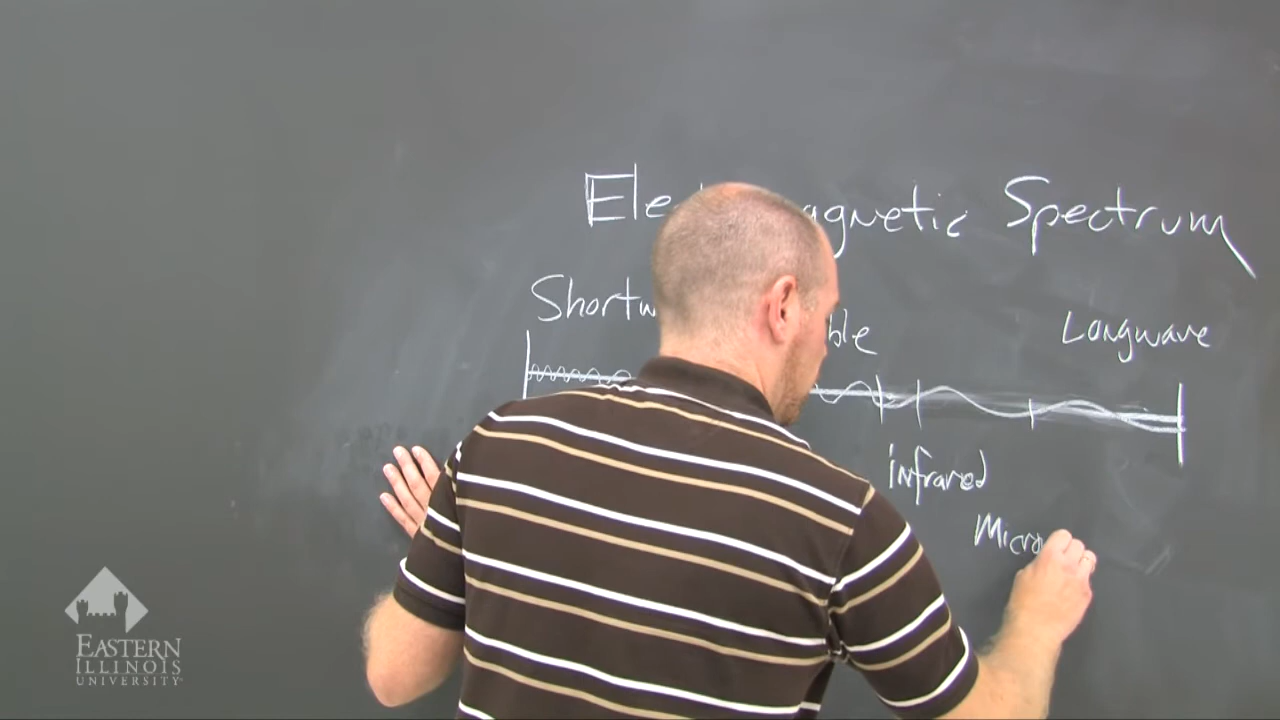 Ele agnetic Spectrum
Shortw ble Longwave
infrared
Micro
EASTERN
ILLINOIS
UNIVERSITY